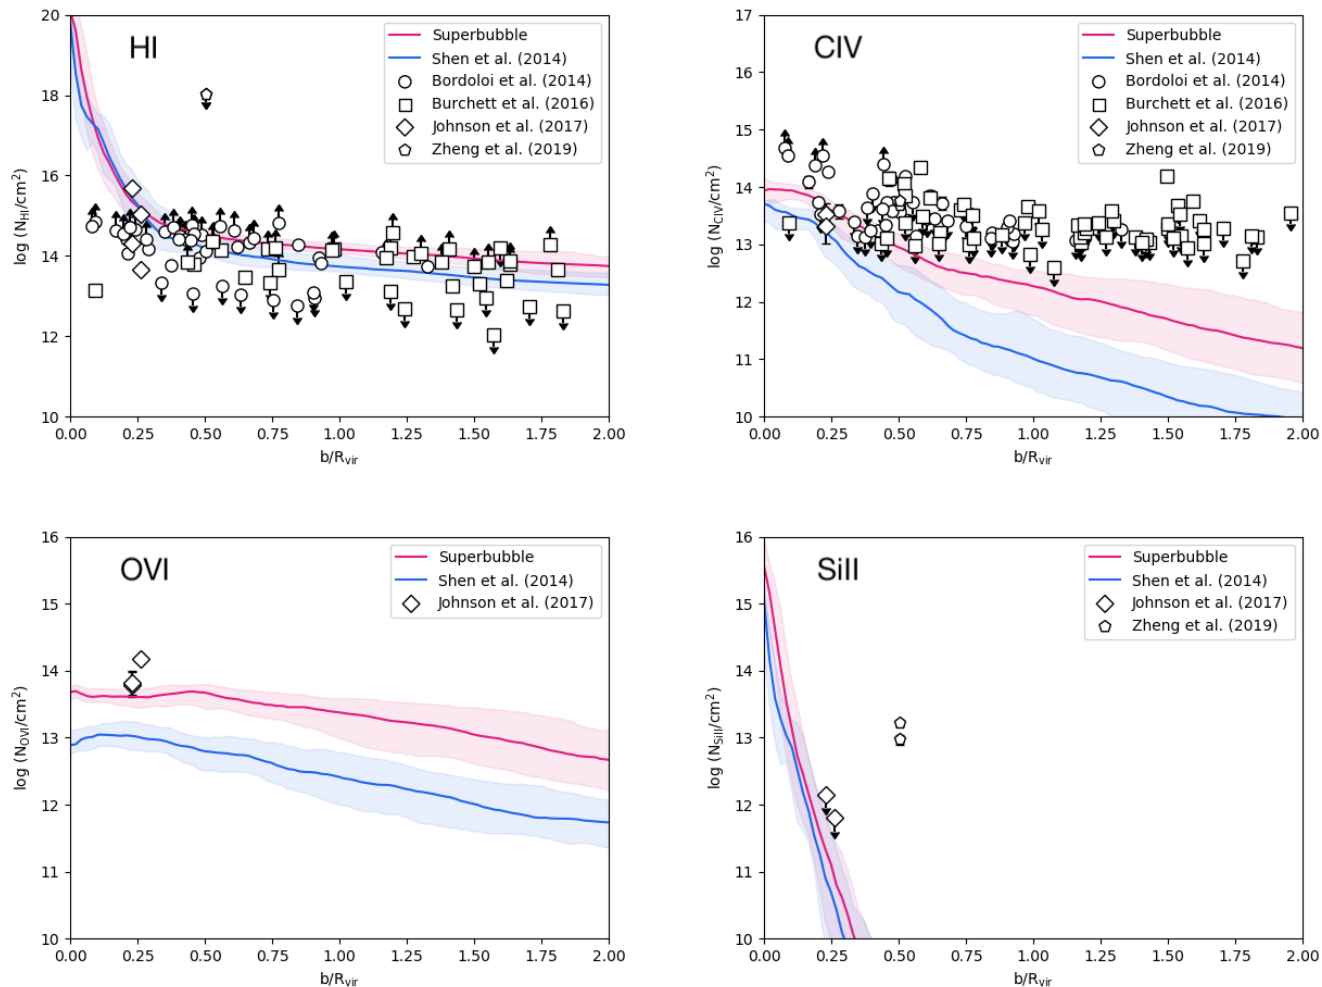 HI
Superbubble
Shen et al. (2014)
Bordoloi et al. (2014)
Burchett et al. (2016)
Johnson et al. (2017)
Zheng et al. (2019)
20
18
16
14
12
10
log (N_HI/cm²)
0.00 0.25 0.50 0.75 1.00 1.25 1.50 1.75 2.00
b/R_vir
CIV
Superbubble
Shen et al. (2014)
Bordoloi et al. (2014)
Burchett et al. (2016)
Johnson et al. (2017)
Zheng et al. (2019)
17
16
15
14
13
12
11
10
log (N_CIV/cm²)
0.00 0.25 0.50 0.75 1.00 1.25 1.50 1.75 2.00
b/R_vir
OVI
Superbubble
Shen et al. (2014)
Johnson et al. (2017)
16
15
14
13
12
11
10
log (N_OVI/cm²)
0.00 0.25 0.50 0.75 1.00 1.25 1.50 1.75 2.00
b/R_vir
SiII
Superbubble
Shen et al. (2014)
Johnson et al. (2017)
Zheng et al. (2019)
16
15
14
13
12
11
10
log (N_SiII/cm²)
0.00 0.25 0.50 0.75 1.00 1.25 1.50 1.75 2.00
b/R_vir